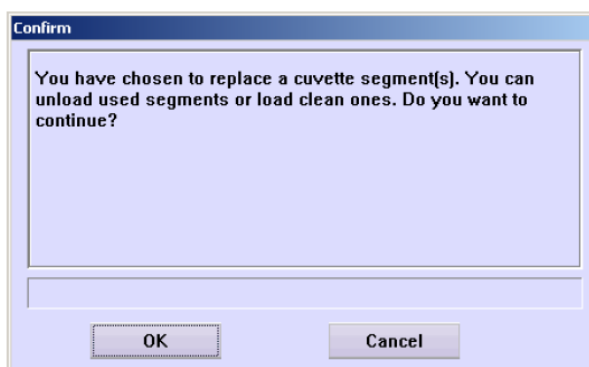 Confirm
You have chosen to replace a cuvette segment(s). You can
unload used segments or load clean ones. Do you want to
continue?
OK
Cancel